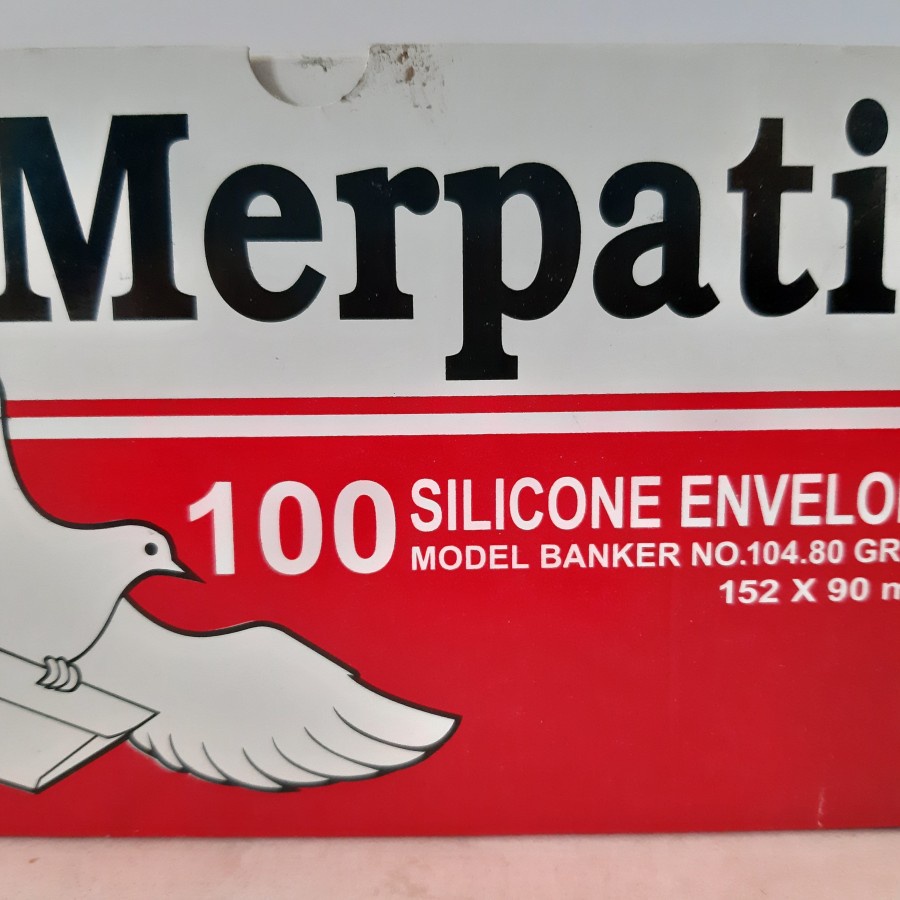 Merpati
100 SILICONE ENVELO
MODEL BANKER NO.104.80 GR
152 X 90 m